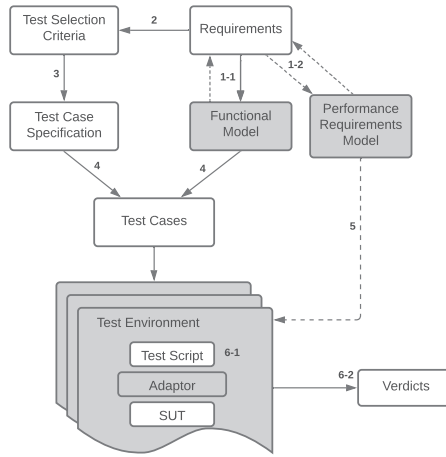 Test Selection
Criteria
2
Requirements
3
1-1
1-2
Test Case
Specification
Functional
Model
Performance
Requirements
Model
4
4
Test Cases
5
Test Environment
Test Script
6-1
Adaptor
SUT
6-2
Verdicts